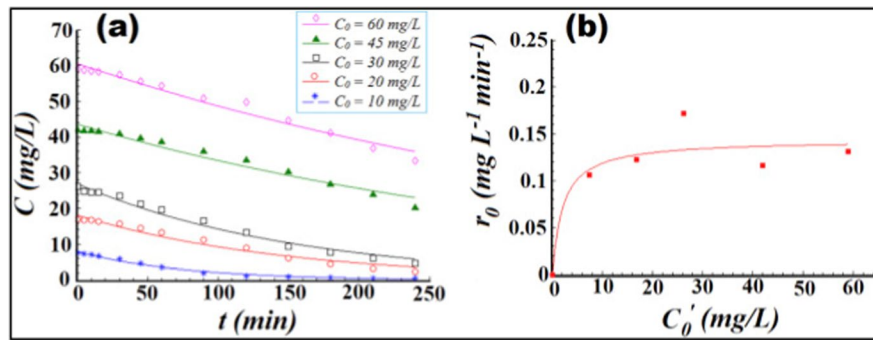 (a)
C₀ = 60 mg/L
C₀ = 45 mg/L
C₀ = 30 mg/L
C₀ = 20 mg/L
C₀ = 10 mg/L
70
60
50
40
30
20
10
0
C (mg/L)
0 50 100 150 200 250
t (min)
(b)
0.25
0.2
0.15
0.1
0.05
0
r₀ (mg L⁻¹ min⁻¹)
0 10 20 30 40 50 60
C₀' (mg/L)